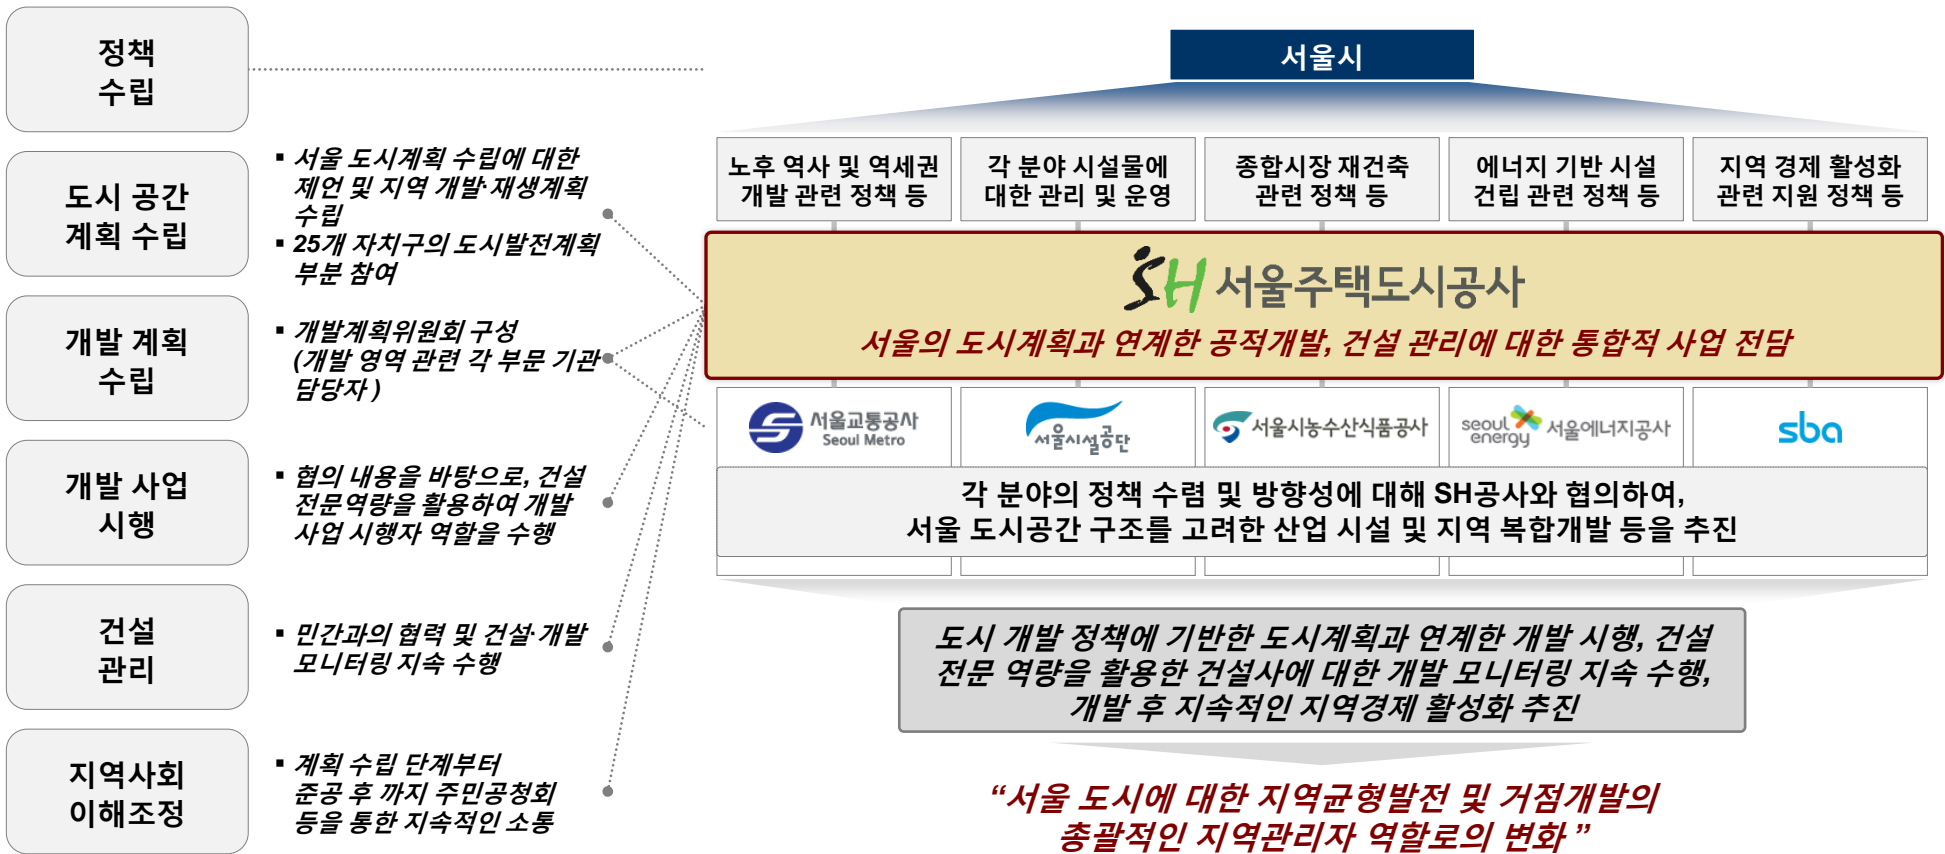 정책
수립
서울시
도시 공간
계획 수립
▪ 서울 도시계획 수립에 대한
제언 및 지역 개발·재생계획
수립
▪ 25개 자치구의 도시발전계획
부분 참여
개발 계획
수립
▪ 개발계획위원회 구성
(개발 영역 관련 각 부문 기관
담당자 )
개발 사업
시행
▪ 협의 내용을 바탕으로, 건설
전문역량을 활용하여 개발
사업 시행자 역할을 수행
건설
관리
▪ 민간과의 협력 및 건설·개발
모니터링 지속 수행
지역사회
이해조정
▪ 계획 수립 단계부터
준공 후 까지 주민공청회
등을 통한 지속적인 소통
노후 역사 및 역세권
개발 관련 정책 등
각 분야 시설물에
대한 관리 및 운영
종합시장 재건축
관련 정책 등
에너지 기반 시설
건립 관련 정책 등
지역 경제 활성화
관련 지원 정책 등
SH 서울주택도시공사
서울의 도시계획과 연계한 공적개발, 건설 관리에 대한 통합적 사업 전담
서울교통공사
Seoul Metro
서울시설공단
서울시농수산식품공사
seoul
energy
서울에너지공사
sba
각 분야의 정책 수렴 및 방향성에 대해 SH공사와 협의하여,
서울 도시공간 구조를 고려한 산업 시설 및 지역 복합개발 등을 추진
도시 개발 정책에 기반한 도시계획과 연계한 개발 시행, 건설
전문 역량을 활용한 건설사에 대한 개발 모니터링 지속 수행,
개발 후 지속적인 지역경제 활성화 추진
“서울 도시에 대한 지역균형발전 및 거점개발의
총괄적인 지역관리자 역할로의 변화 ”